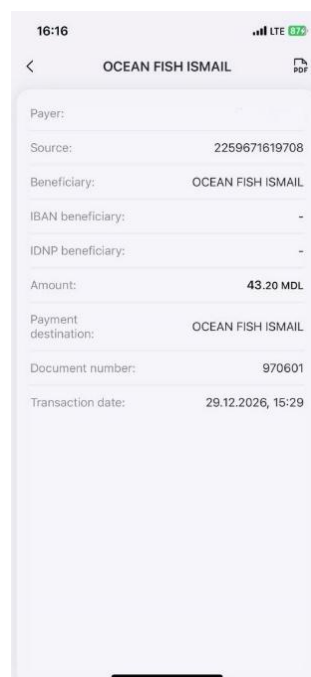 16:16
LTE 87
OCEAN FISH ISMAIL
PDF
Payer:
Source: 2259671619708
Beneficiary: OCEAN FISH ISMAIL
IBAN beneficiary: -
IDNP beneficiary: -
Amount: 43.20 MDL
Payment
destination: OCEAN FISH ISMAIL
Document number: 970601
Transaction date: 29.12.2026, 15:29